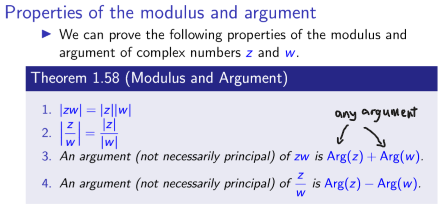 Properties of the modulus and argument
▶ We can prove the following properties of the modulus and
argument of complex numbers z and w.
Theorem 1.58 (Modulus and Argument)
1. |zw| = |z||w|
any argument
2. |z/w| = |z|/|w|
3. An argument (not necessarily principal) of zw is Arg(z) + Arg(w).
4. An argument (not necessarily principal) of z/w is Arg(z) − Arg(w).